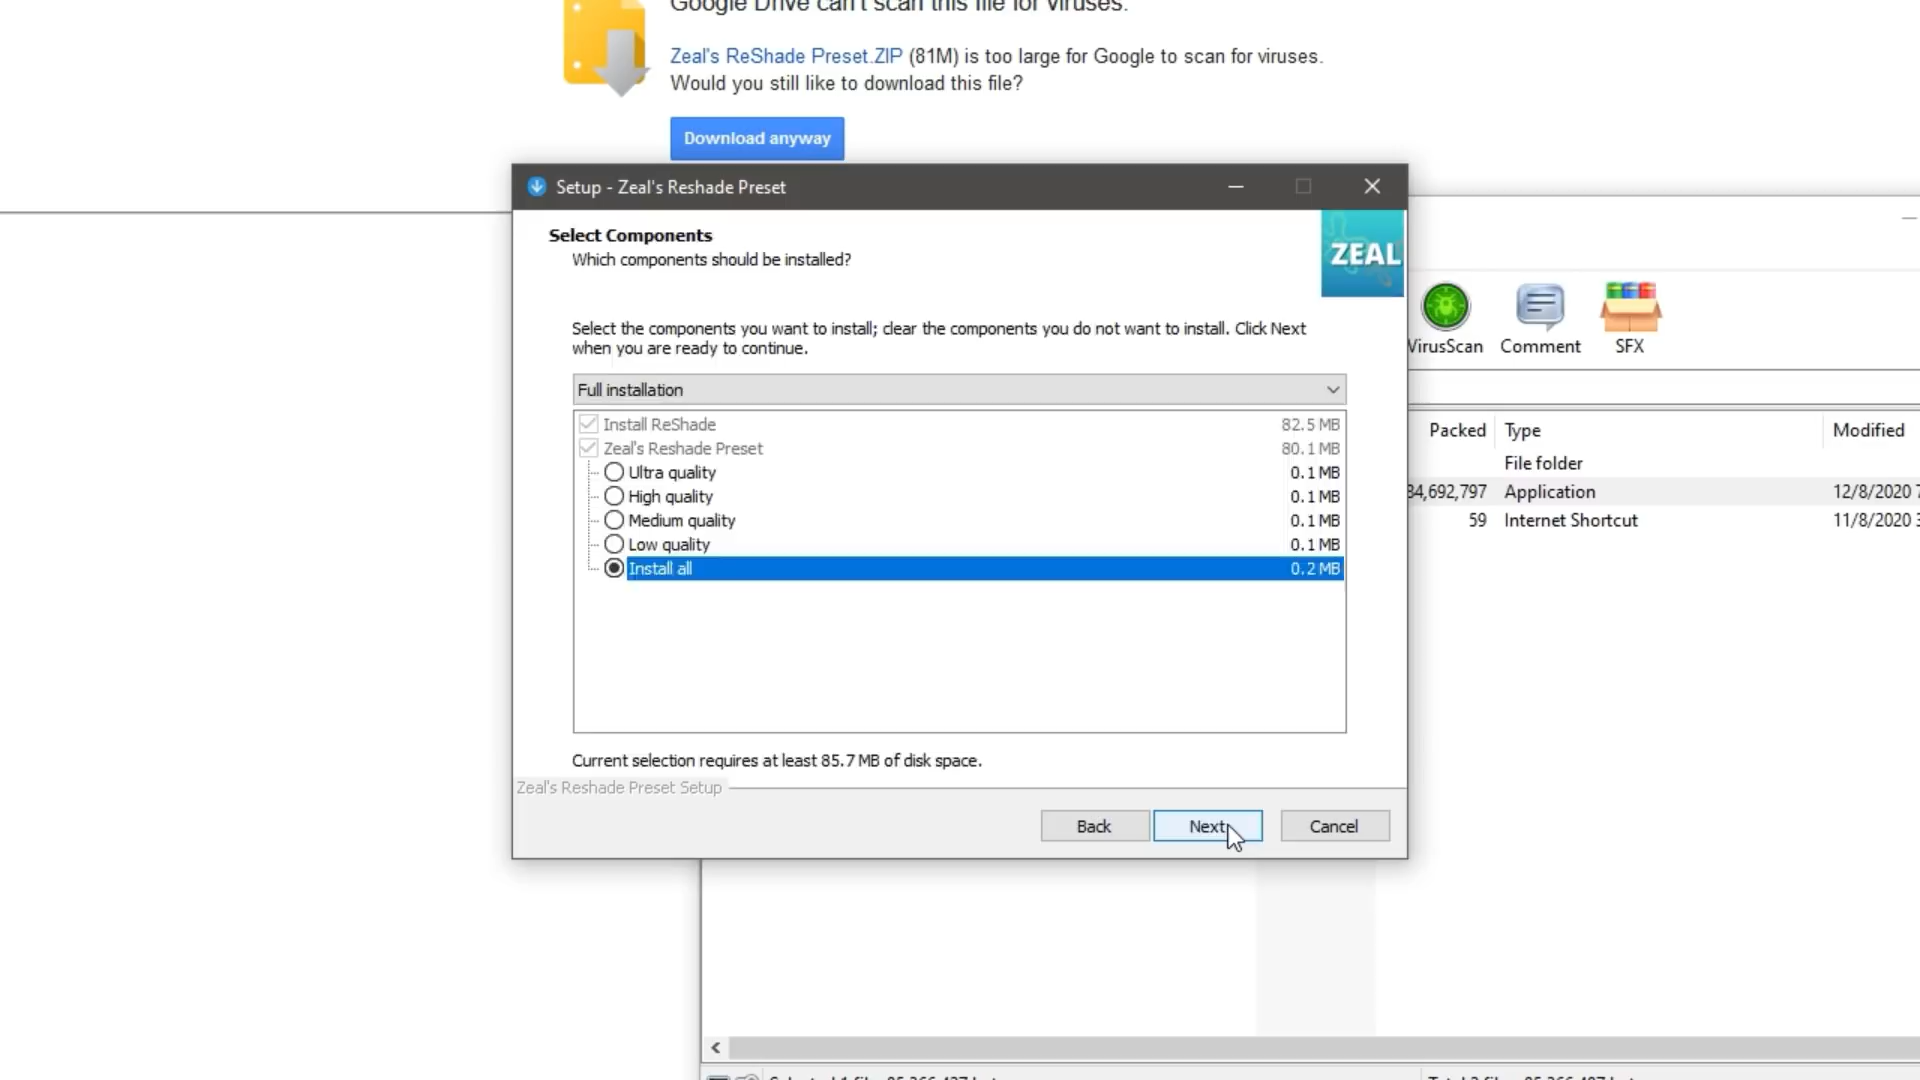 Google Drive can't scan this file for viruses.
Zeal's ReShade Preset.ZIP (81M) is too large for Google to scan for viruses.
Would you still like to download this file?
Download anyway
Setup - Zeal's Reshade Preset
Select Components
Which components should be installed?
ZEAL
Select the components you want to install; clear the components you do not want to install. Click Next
when you are ready to continue.
Full installation
Install ReShade 82.5 MB
Zeal's Reshade Preset 80.1 MB
Ultra quality 0.1 MB
High quality 0.1 MB
Medium quality 0.1 MB
Low quality 0.1 MB
Install all 0.2 MB
Current selection requires at least 85.7 MB of disk space.
Zeal's Reshade Preset Setup
Back Next Cancel
VirusScan Comment SFX
Packed Type Modified
File folder
84,692,797 Application 12/8/2020 7
59 Internet Shortcut 11/8/2020 3